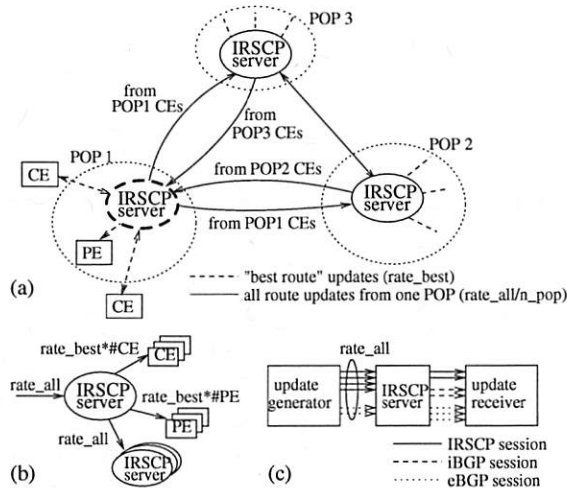 POP 3
IRSCP
server
from
POP1 CEs
from
POP3 CEs
POP 1
POP 2
CE
IRSCP
server
from POP2 CEs
IRSCP
server
from POP1 CEs
PE
CE
(a)
"best route" updates (rate_best)
all route updates from one POP (rate_all/n_pop)
rate_best*#CE
CE
rate_all
IRSCP
server
rate_best*#PE
PE
rate_all
IRSCP
server
(b)
rate_all
update
generator
IRSCP
server
update
receiver
(c)
IRSCP session
iBGP session
eBGP session